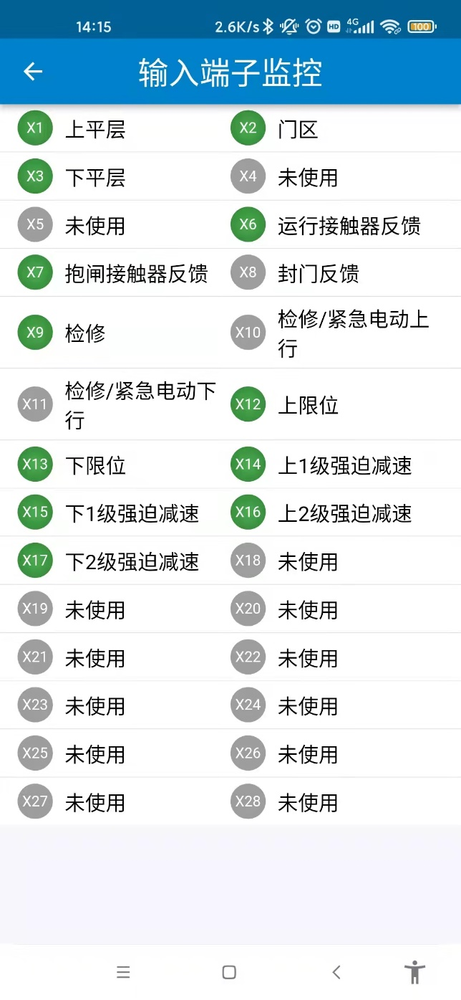 14:15 2.6K/s HD 4G 100
输入端子监控
X1 上平层 X2 门区
X3 下平层 X4 未使用
X5 未使用 X6 运行接触器反馈
X7 抱闸接触器反馈 X8 封门反馈
X9 检修 X10 检修/紧急电动上
行
X11 检修/紧急电动下
行 X12 上限位
X13 下限位 X14 上1级强迫减速
X15 下1级强迫减速 X16 上2级强迫减速
X17 下2级强迫减速 X18 未使用
X19 未使用 X20 未使用
X21 未使用 X22 未使用
X23 未使用 X24 未使用
X25 未使用 X26 未使用
X27 未使用 X28 未使用